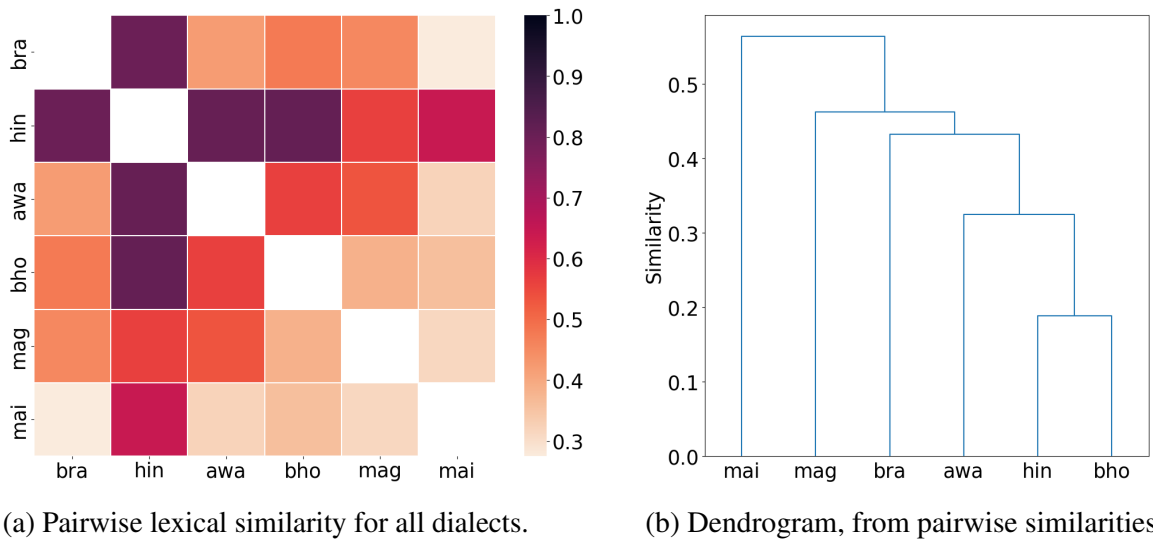 bra
hin
awa
bho
mag
mai
bra hin awa bho mag mai
1.0
0.9
0.8
0.7
0.6
0.5
0.4
0.3
(a) Pairwise lexical similarity for all dialects.
Similarity
0.5
0.4
0.3
0.2
0.1
0.0
mai mag bra awa hin bho
(b) Dendrogram, from pairwise similarities